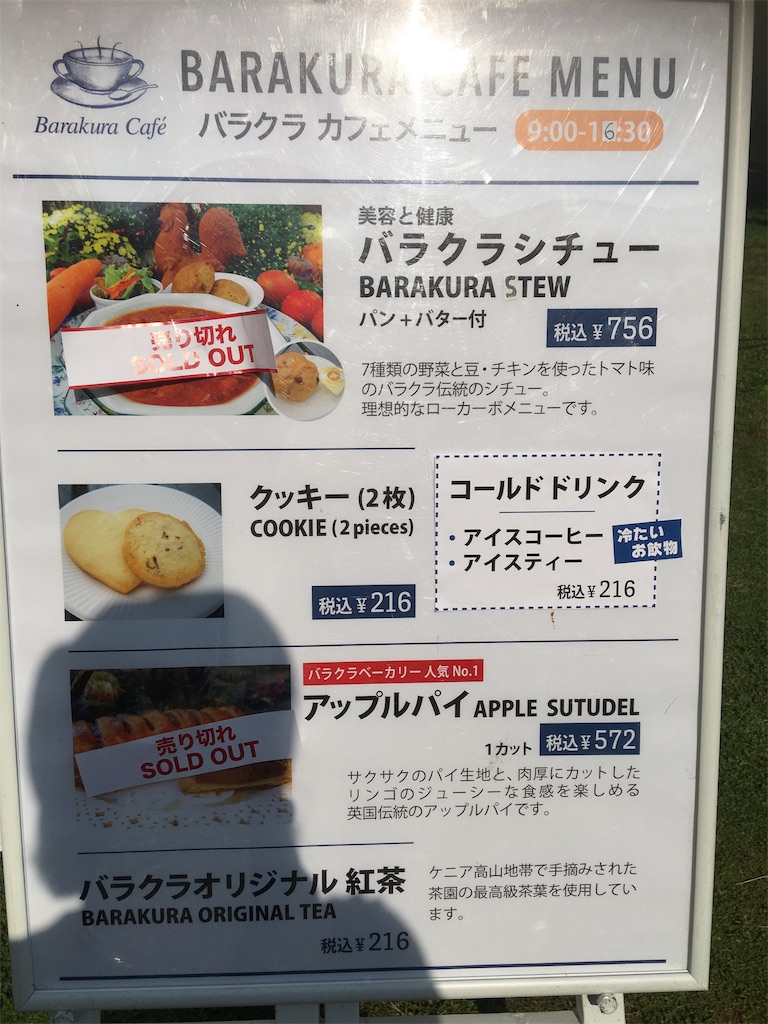 BARAKURA CAFE MENU
Barakura Café
バラクラ カフェメニュー
9:00-16:30
美容と健康
バラクラシチュー
BARAKURA STEW
パン+バター付
税込¥756
売り切れ
SOLD OUT
7種類の野菜と豆・チキンを使ったトマト味
のバラクラ伝統のシチュー。
理想的なローカーボメニューです。
クッキー (2枚)
COOKIE (2 pieces)
税込¥216
コールドドリンク
・アイスコーヒー
・アイスティー
冷たい
お飲物
税込¥216
バラクラベーカリー人気 No.1
アップルパイ APPLE SUTUDEL
1カット 税込¥572
売り切れ
SOLD OUT
サクサクのパイ生地と、肉厚にカットした
リンゴのジューシーな食感を楽しめる
英国伝統のアップルパイです。
バラクラオリジナル 紅茶
BARAKURA ORIGINAL TEA
税込¥216
ケニア高山地帯で手摘みされた
茶園の最高級茶葉を使用してい
ます。